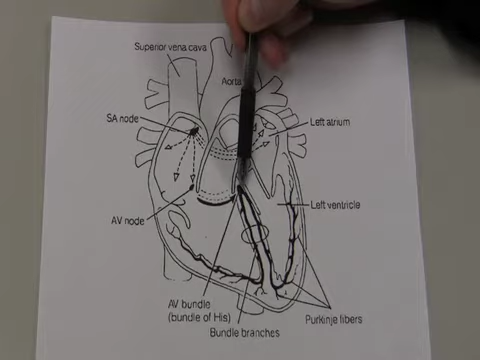 Superior vena cava
Aorta
SA node
Left atrium
AV node
Left ventricle
AV bundle
(bundle of His)
Bundle branches
Purkinje fibers